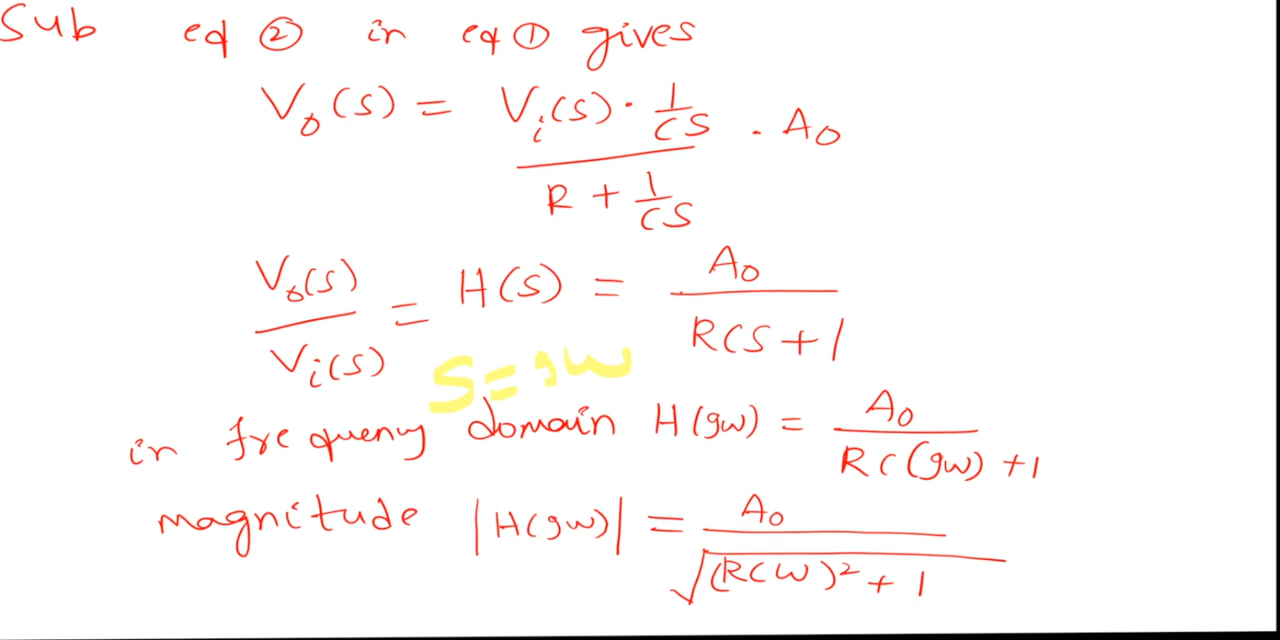 Sub eq ② in eq ① gives
V₀(s) = (Vᵢ(s) · 1/CS) / (R + 1/CS) · A₀
V₀(s)/Vᵢ(s) = H(s) = A₀ / (RCS + 1)
S = jω
in frequeny domain H(jω) = A₀ / (RC(jω) + 1)
magnitude |H(jω)| = A₀ / √((RCω)² + 1)